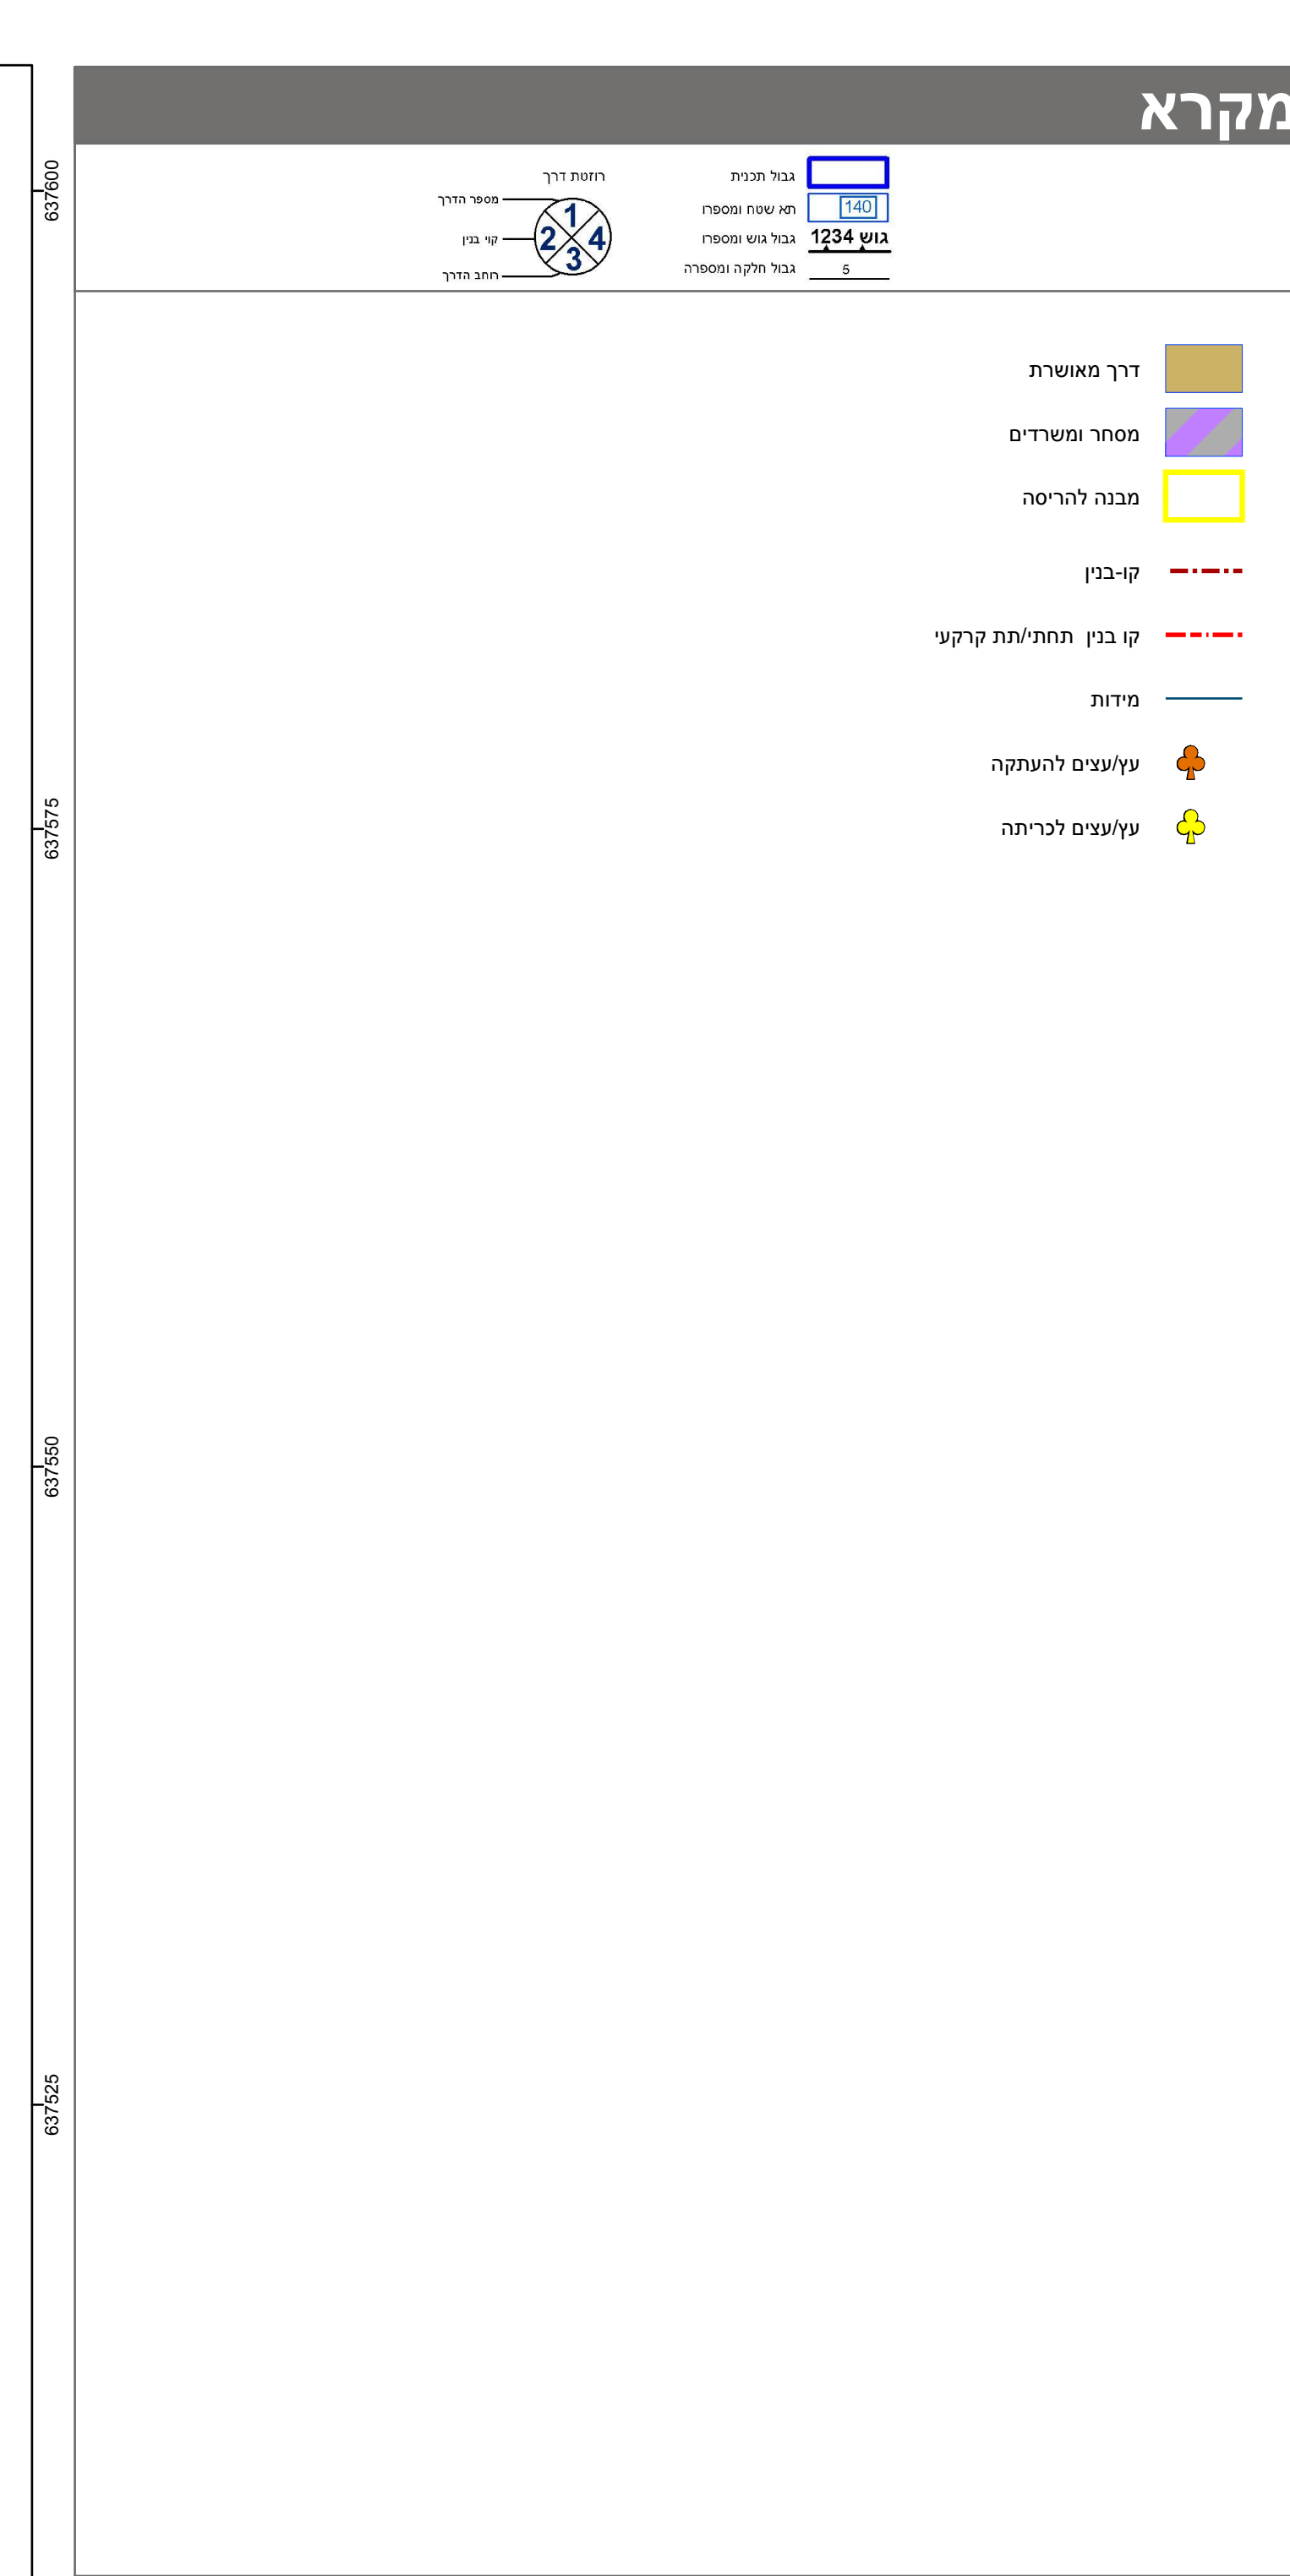 מקרא
גבול תכנית
140
תא שטח ומספרו
גוש 1234
גבול גוש ומספרו
5
גבול חלקה ומספרה
רוזטת דרך
מספר הדרך
קוי בנין
רוחב הדרך
1
2
4
3
דרך מאושרת
מסחר ומשרדים
מבנה להריסה
קו-בנין
קו בנין תחתי/תת קרקעי
מידות
עץ/עצים להעתקה
עץ/עצים לכריתה
637600
637575
637550
637525